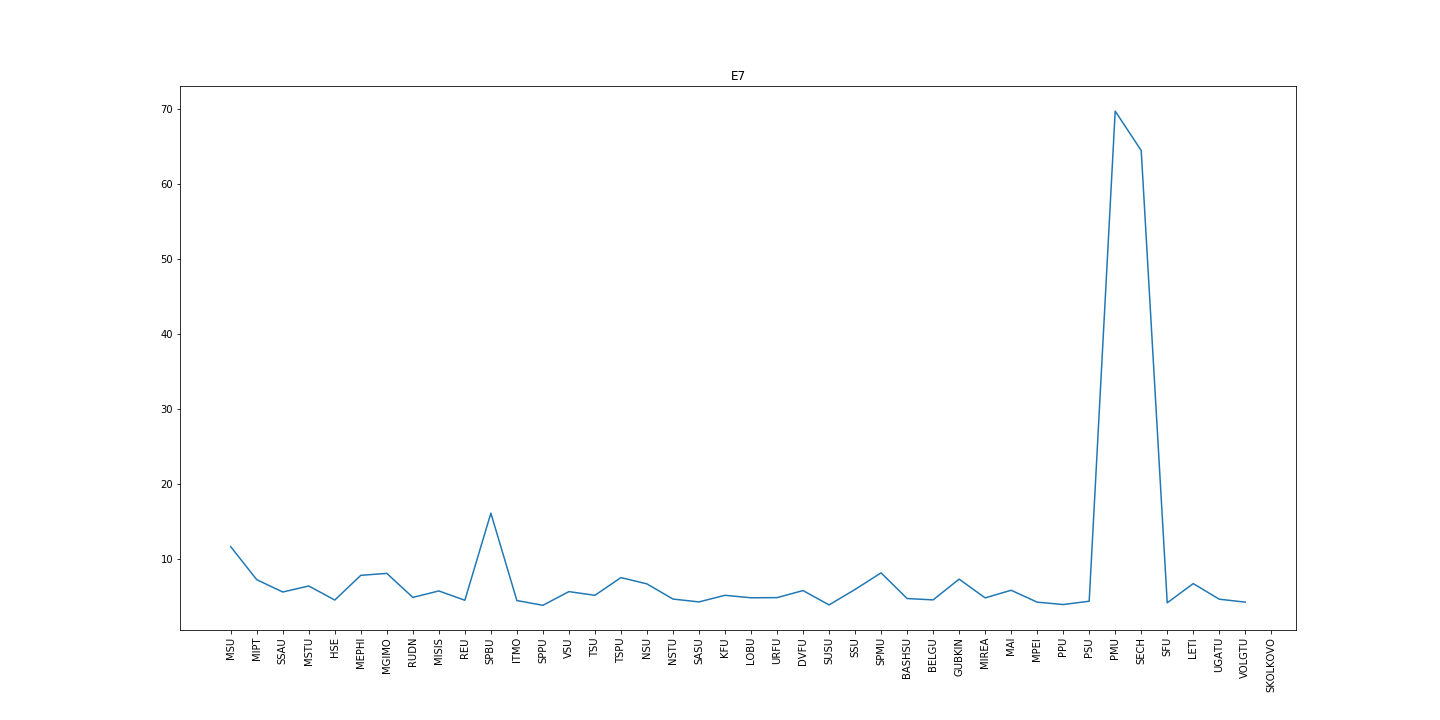 E7
70
60
50
40
30
20
10
MSU
MIPT
SSAU
MSTU
HSE
MEPHI
MGIMO
RUDN
MISIS
REU
SPBU
ITMO
SPPU
VSU
TSU
TSPU
NSU
NSTU
SASU
KFU
LOBU
URFU
DVFU
SUSU
SSU
SPMIU
BASHSU
BELGU
GUBKIN
MIREA
MAI
MPEI
PPIU
PSU
PMU
SECH
SFU
LETI
UGATU
VOLGTU
SKOLKOVO